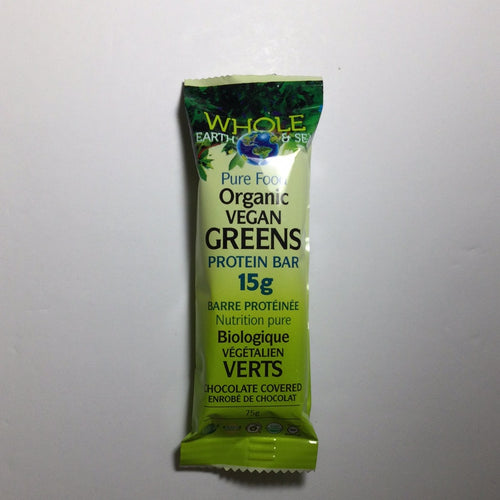 WHOLE
EARTH & SE
Pure Food
Organic
VEGAN
GREENS
PROTEIN BAR
15g
BARRE PROTÉINÉE
Nutrition pure
Biologique
VÉGÉTALIEN
VERTS
CHOCOLATE COVERED
ENROBÉ DE CHOCOLAT
75g